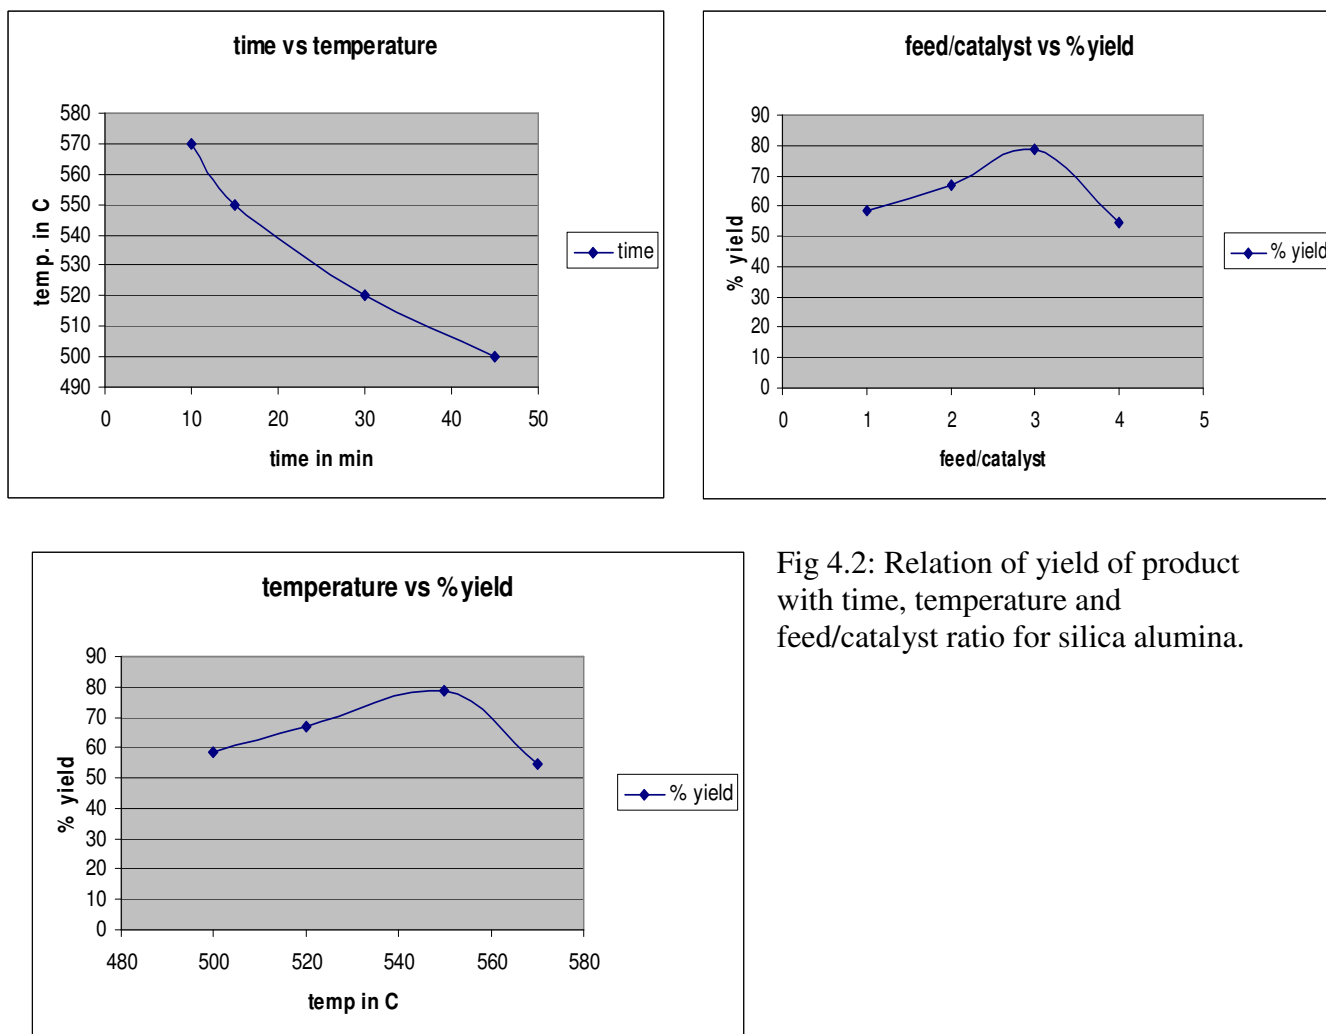 time vs temperature
580
570
560
550
540
530
520
510
500
490
temp. in C
0 10 20 30 40 50
time in min
time
feed/catalyst vs %yield
90
80
70
60
50
40
30
20
10
0
% yield
0 1 2 3 4 5
feed/catalyst
% yield
temperature vs %yield
90
80
70
60
50
40
30
20
10
0
% yield
480 500 520 540 560 580
temp in C
% yield
Fig 4.2: Relation of yield of product
with time, temperature and
feed/catalyst ratio for silica alumina.